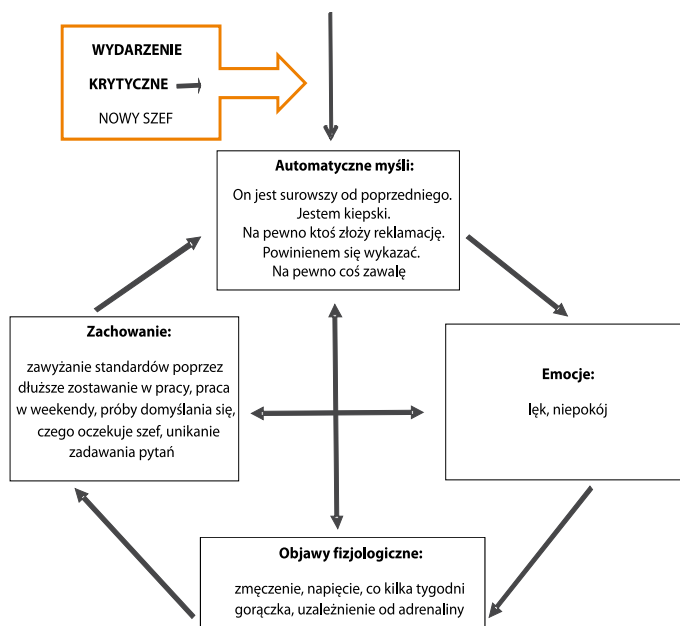 WYDARZENIE
KRYTYCZNE
NOWY SZEF
Automatyczne myśli:
On jest surowszy od poprzedniego.
Jestem kiepski.
Na pewno ktoś złoży reklamację.
Powinienem się wykazać.
Na pewno coś zawalę
Zachowanie:
zawyżanie standardów poprzez
dłuższe zostawanie w pracy, praca
w weekendy, próby domyślania się,
czego oczekuje szef, unikanie
zadawania pytań
Emocje:
lęk, niepokój
Objawy fizjologiczne:
zmęczenie, napięcie, co kilka tygodni
gorączka, uzależnienie od adrenaliny